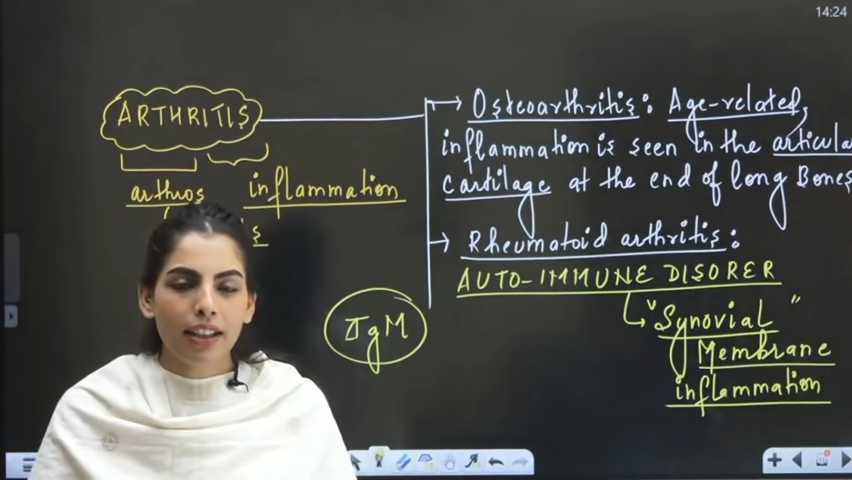 14:24
ARTHRITIS
arthros
inflammation
s
IgM
→ Osteoarthritis: Age-related,
inflammation is seen in the articular
cartilage at the end of long Bones
→ Rheumatoid arthritis:
AUTO-IMMUNE DISORER
"Synovial"
Membrane
inflammation